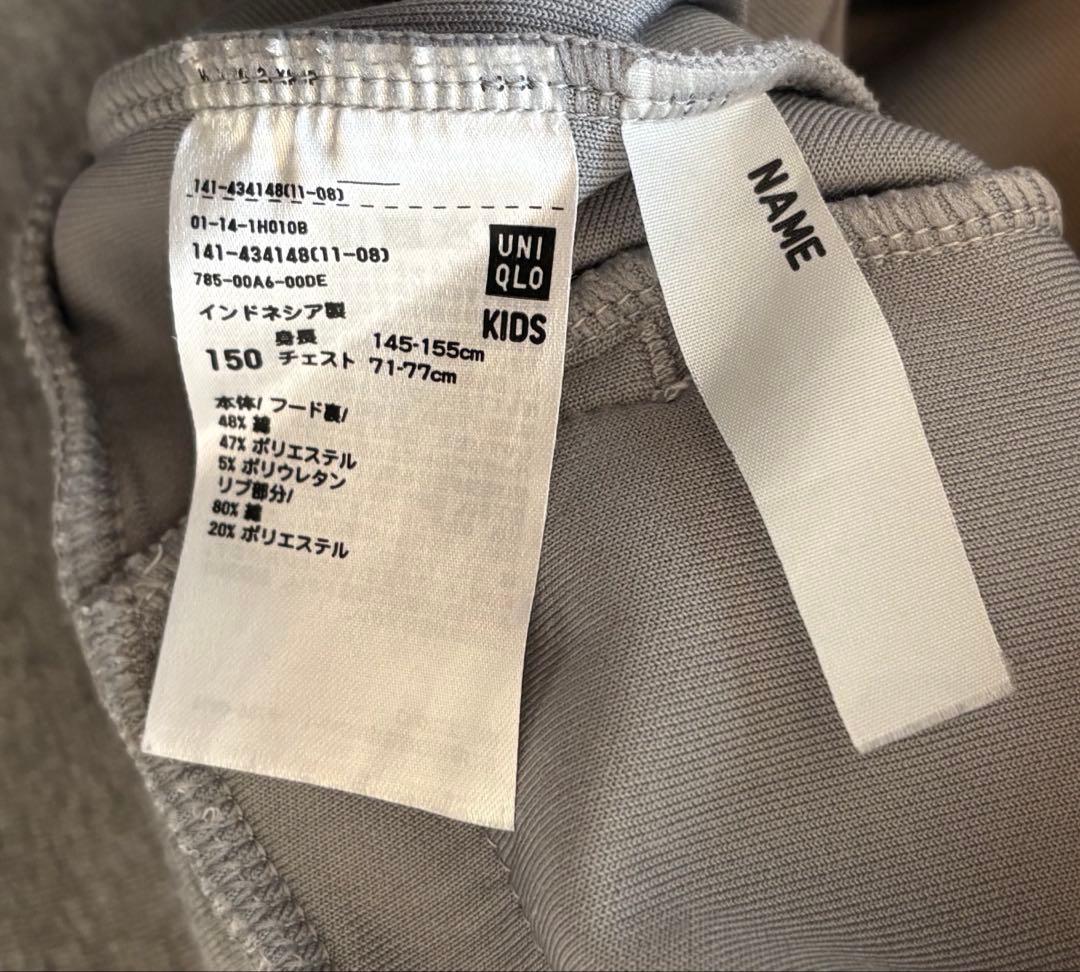 141-434148(11-08)
01-14-1H010B
141-434148(11-08)
785-00A6-00DE
UNI
QLO
KIDS
インドネシア製
身長 145-155cm
150 チェスト 71-77cm
本体/ フード裏/
48% 綿
47% ポリエステル
5% ポリウレタン
リブ部分/
80% 綿
20% ポリエステル
NAME